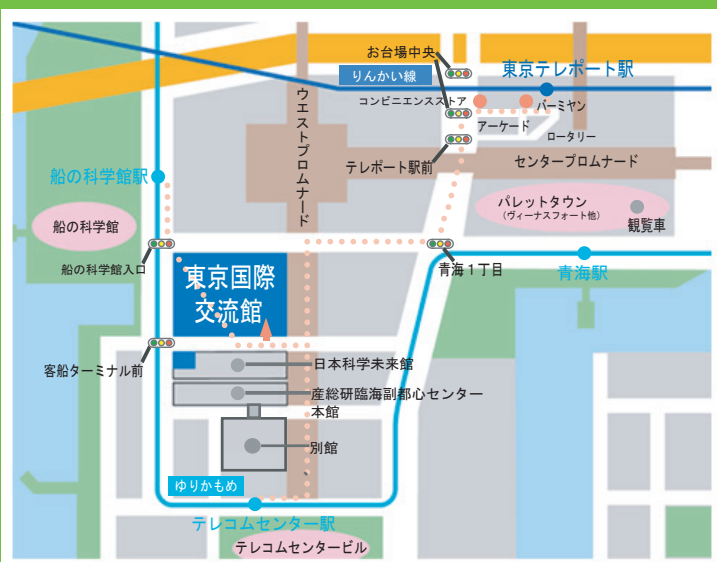 お台場中央
りんかい線
東京テレポート駅
コンビニエンスストア
バーミヤン
アーケード
ロータリー
ウエストプロムナード
テレポート駅前
センタープロムナード
船の科学館駅
パレットタウン
(ヴィーナスフォート他)
観覧車
船の科学館
船の科学館入口
青海1丁目
青海駅
東京国際
交流館
客船ターミナル前
日本科学未来館
産総研臨海副都心センター
本館
別館
、
ゆりかもめ
テレコムセンター駅
テレコムセンタービル